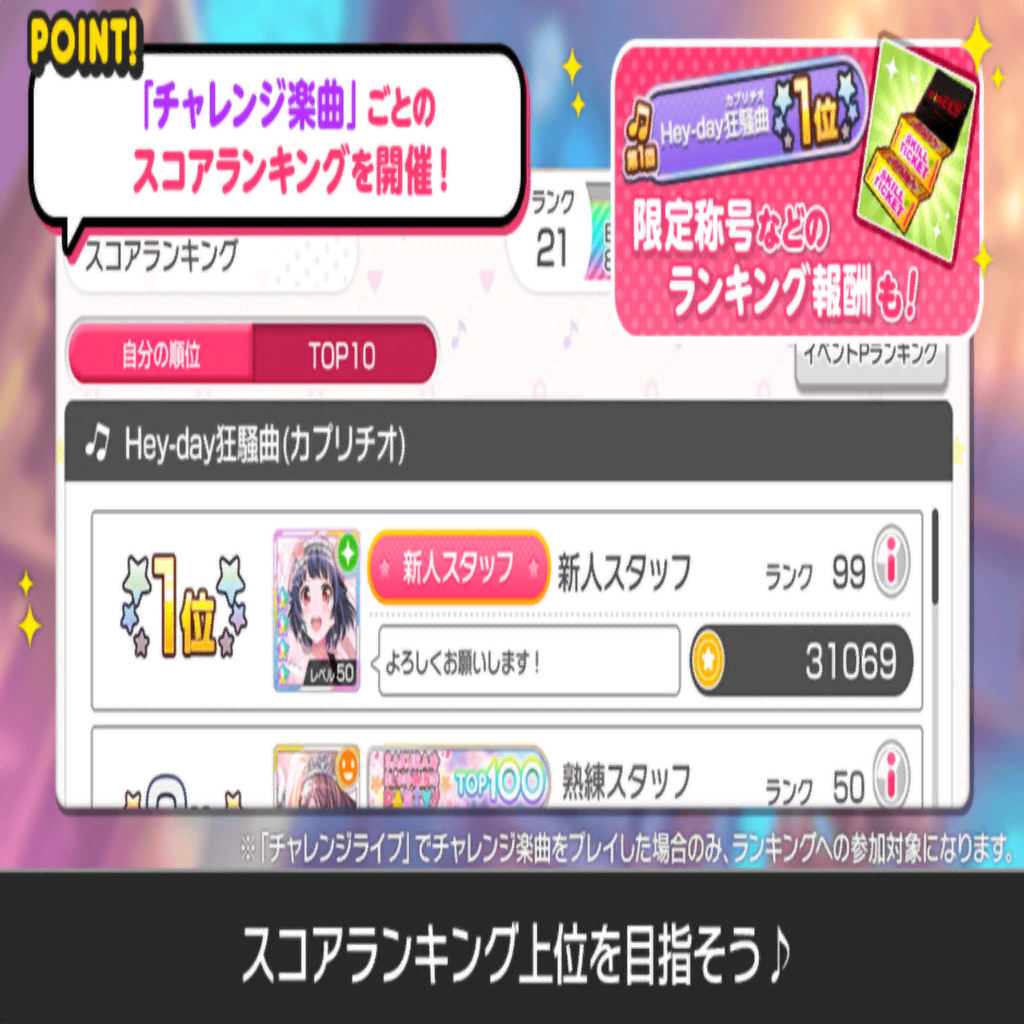 POINT!
「チャレンジ楽曲」ごとの
スコアランキングを開催!
カプリチオ
第1回 Hey-day狂騒曲 1位
SKILL TICKET
SKILL TICKET
限定称号などの
ランキング報酬も!
ランク
21
スコアランキング
自分の順位 TOP10
イベントPランキング
Hey-day狂騒曲(カプリチオ)
1位
新人スタッフ 新人スタッフ ランク 99
レベル50
よろしくお願いします!
31069
TOP100 熟練スタッフ ランク 50
※「チャレンジライブ」でチャレンジ楽曲をプレイした場合のみ、ランキングへの参加対象になります。
スコアランキング上位を目指そう♪